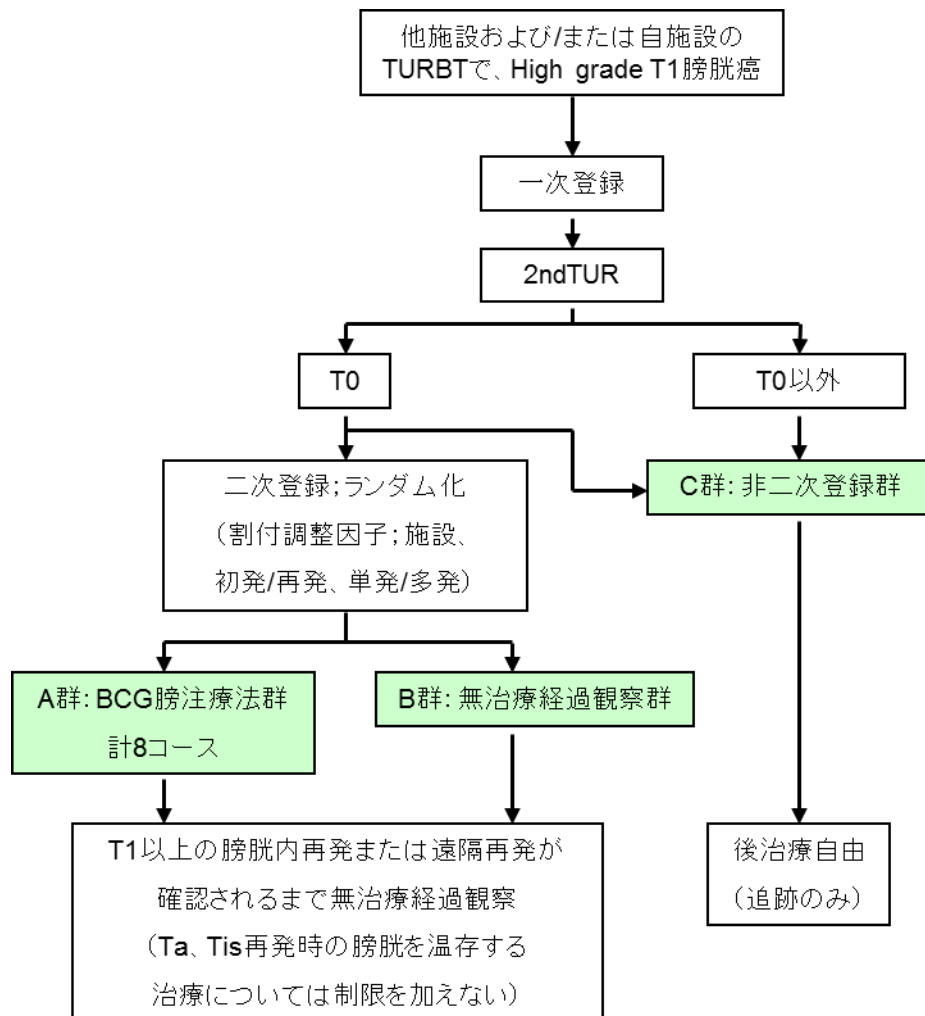 他施設および/または自施設の
TURBTで、High grade T1膀胱癌
一次登録
2ndTUR
T0
T0以外
二次登録;ランダム化
（割付調整因子;施設、
初発/再発、単発/多発）
C群: 非二次登録群
A群: BCG膀注療法群
計8コース
B群: 無治療経過観察群
T1以上の膀胱内再発または遠隔再発が
確認されるまで無治療経過観察
（Ta、Tis再発時の膀胱を温存する
治療については制限を加えない）
後治療自由
（追跡のみ）